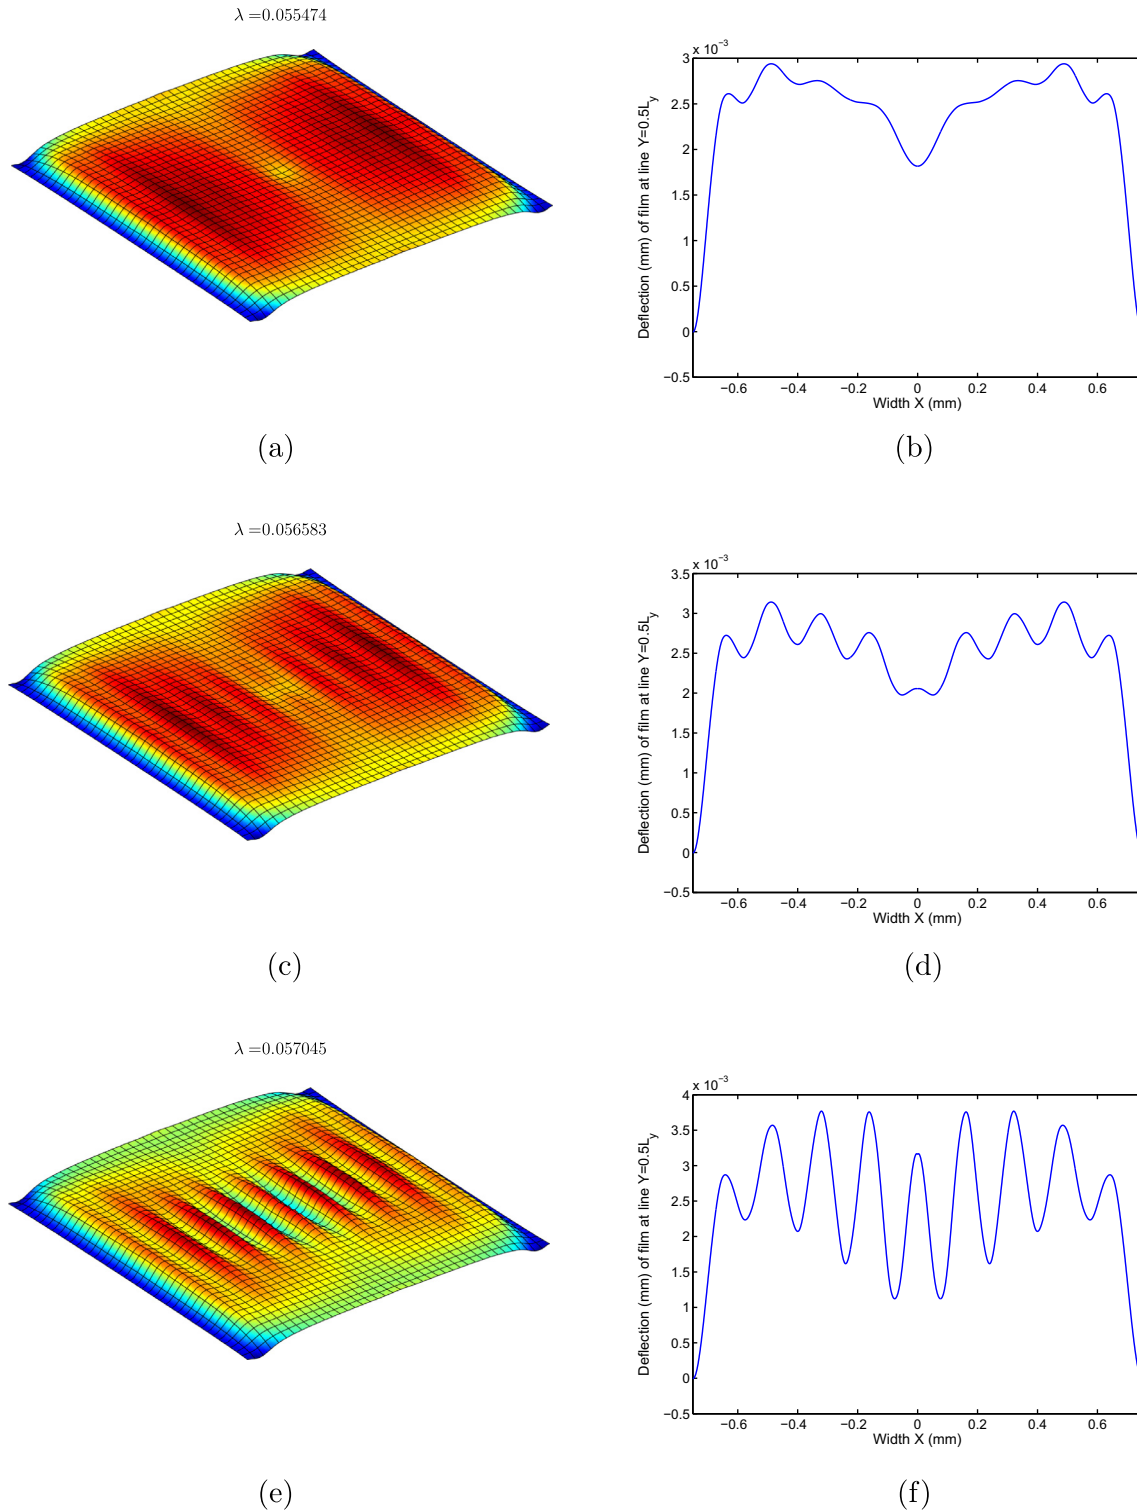 λ =0.055474
x 10⁻³
3
2.5
2
1.5
1
0.5
0
−0.5
−0.6 −0.4 −0.2 0 0.2 0.4 0.6
Width X (mm)
Deflection (mm) of film at line Y=0.5L_y
(a)
(b)
λ =0.056583
x 10⁻³
3.5
3
2.5
2
1.5
1
0.5
0
−0.5
−0.6 −0.4 −0.2 0 0.2 0.4 0.6
Width X (mm)
Deflection (mm) of film at line Y=0.5L_y
(c)
(d)
λ =0.057045
x 10⁻³
4
3.5
3
2.5
2
1.5
1
0.5
0
−0.5
−0.6 −0.4 −0.2 0 0.2 0.4 0.6
Width X (mm)
Deflection (mm) of film at line Y=0.5L_y
(e)
(f)